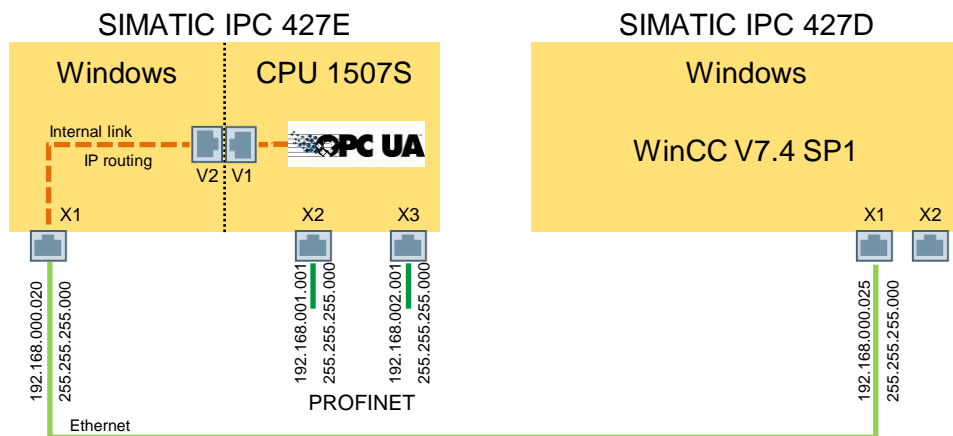 SIMATIC IPC 427E
SIMATIC IPC 427D
Windows
CPU 1507S
Windows
Internal link
IP routing
OPC UA
V2
V1
WinCC V7.4 SP1
X1
X2
X3
X1
X2
192.168.000.020
255.255.255.000
192.168.001.001
255.255.255.000
192.168.002.001
255.255.255.000
192.168.000.025
255.255.255.000
PROFINET
Ethernet